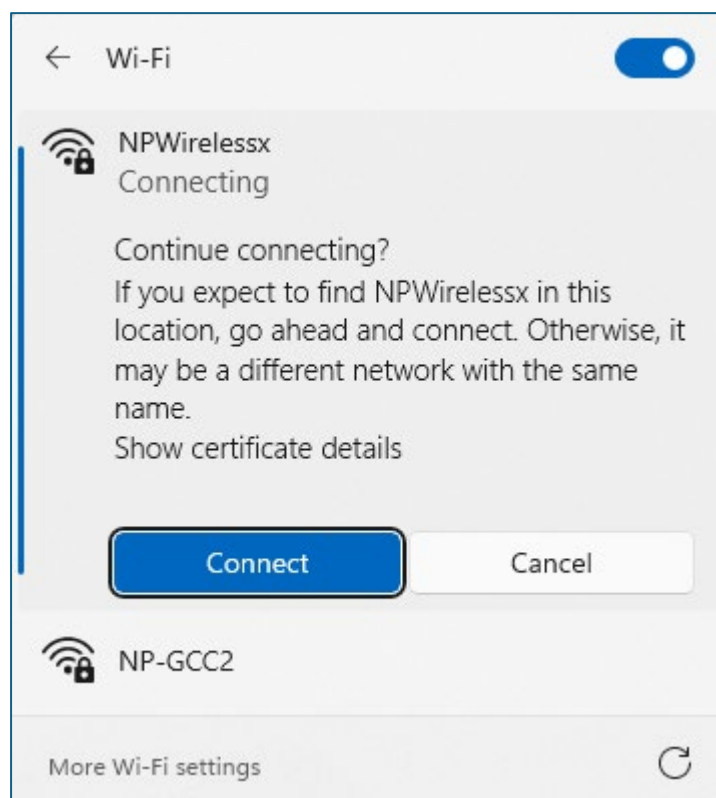 Wi-Fi
NPWirelessx
Connecting
Continue connecting?
If you expect to find NPWirelessx in this
location, go ahead and connect. Otherwise, it
may be a different network with the same
name.
Show certificate details
Connect Cancel
NP-GCC2
More Wi-Fi settings